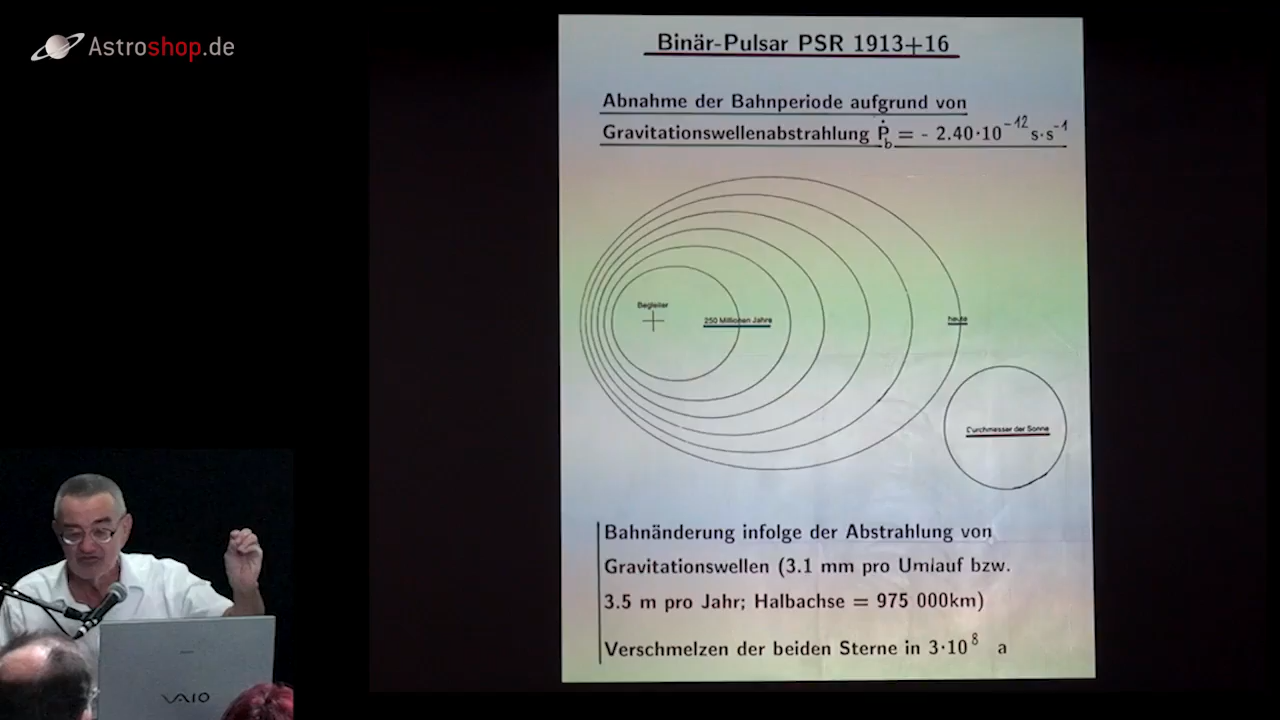 Astroshop.de
Binär-Pulsar PSR 1913+16
Abnahme der Bahnperiode aufgrund von
Gravitationswellenabstrahlung Ṗb = - 2.40·10⁻¹² s·s⁻¹
Begleiter
250 Millionen Jahre
heute
Durchmesser der Sonne
Bahnänderung infolge der Abstrahlung von
Gravitationswellen (3.1 mm pro Umlauf bzw.
3.5 m pro Jahr; Halbachse = 975 000km)
Verschmelzen der beiden Sterne in 3·10⁸ a
VAIO